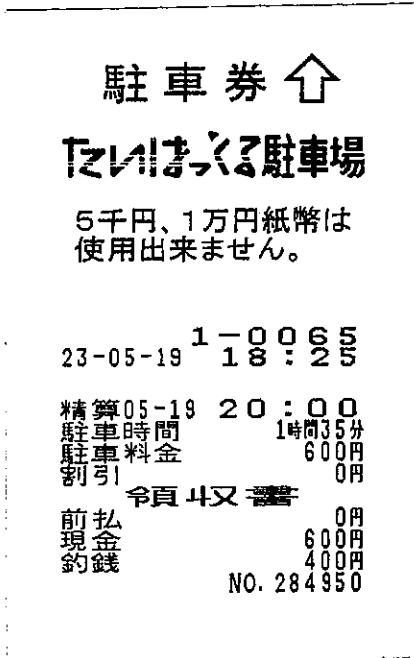 駐車券⇧
たいはっくる駐車場
5千円、1万円紙幣は
使用出来ません。
1-0065
23-05-19 18:25
精算05-19 20:00
駐車時間 1時間35分
駐車料金 600円
割引 0円
領収書
前払 0円
現金 600円
釣銭 400円
NO.284950